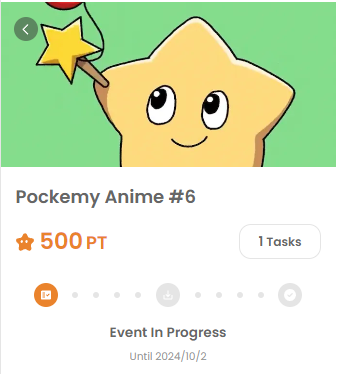 Pockemy Anime #6
500 PT
1 Tasks
Event In Progress
Until 2024/10/2